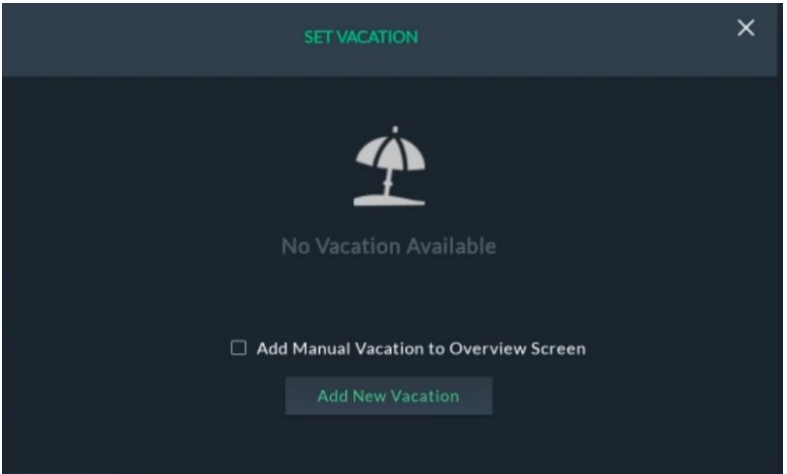 SET VACATION
No Vacation Available
Add Manual Vacation to Overview Screen
Add New Vacation